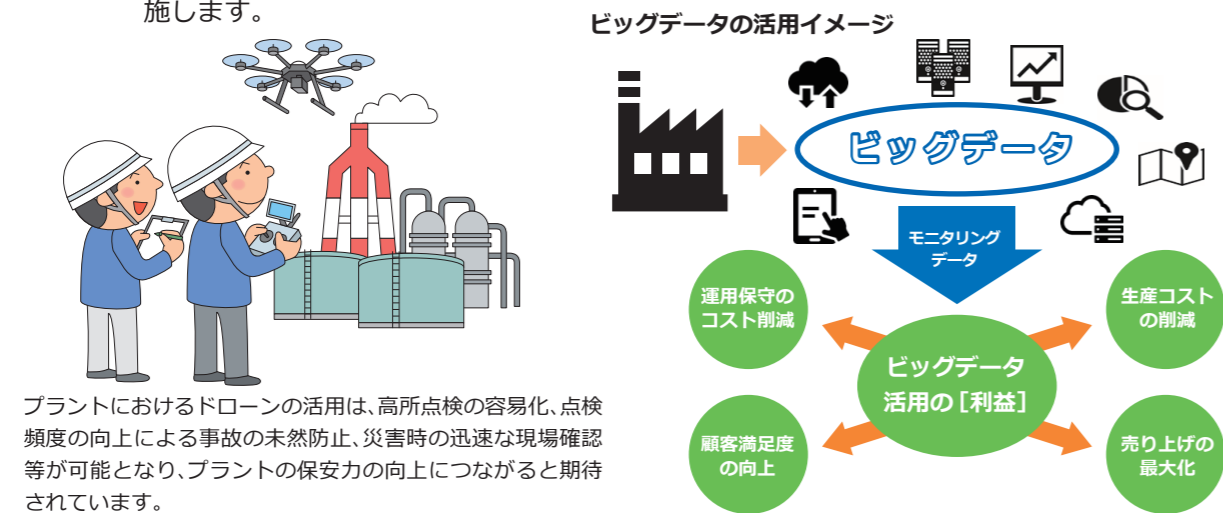 施します。
プラントにおけるドローンの活用は、高所点検の容易化、点検
頻度の向上による事故の未然防止、災害時の迅速な現場確認
等が可能となり、プラントの保安力の向上につながると期待
されています。
ビッグデータの活用イメージ
ビッグデータ
モニタリング
データ
運用保守の
コスト削減
生産コスト
の削減
ビッグデータ
活用の[利益]
顧客満足度
の向上
売り上げの
最大化